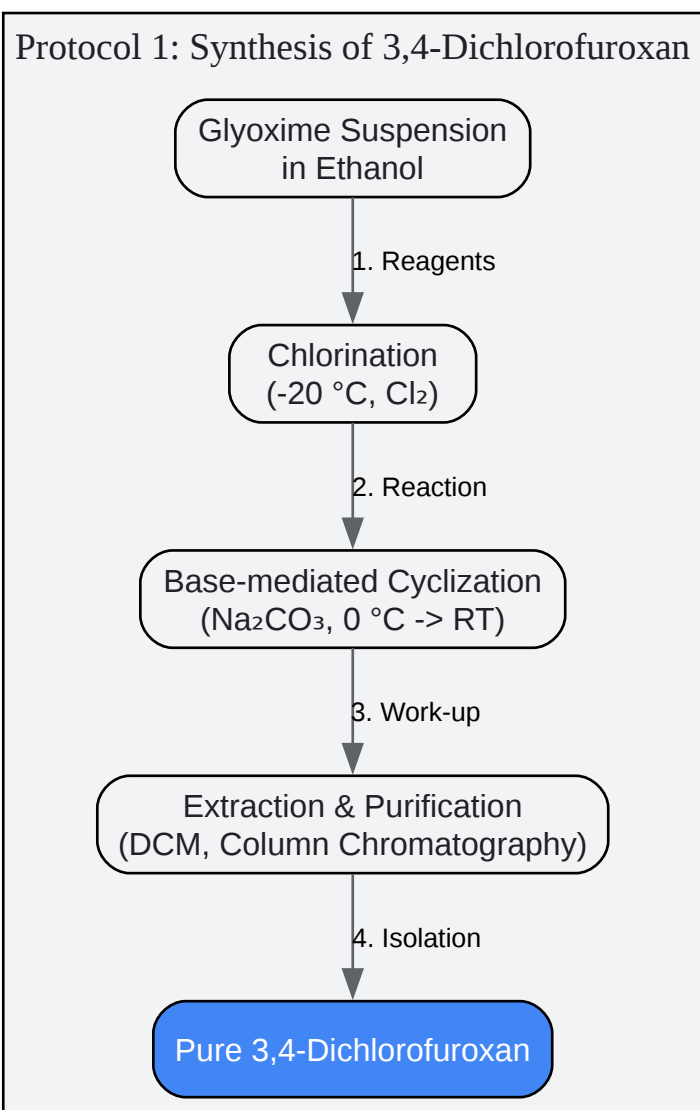 Protocol 1: Synthesis of 3,4-Dichlorofuroxan
Glyoxime Suspension
in Ethanol
1. Reagents
Chlorination
(-20 °C, Cl₂)
2. Reaction
Base-mediated Cyclization
(Na₂CO₃, 0 °C -> RT)
3. Work-up
Extraction & Purification
(DCM, Column Chromatography)
4. Isolation
Pure 3,4-Dichlorofuroxan